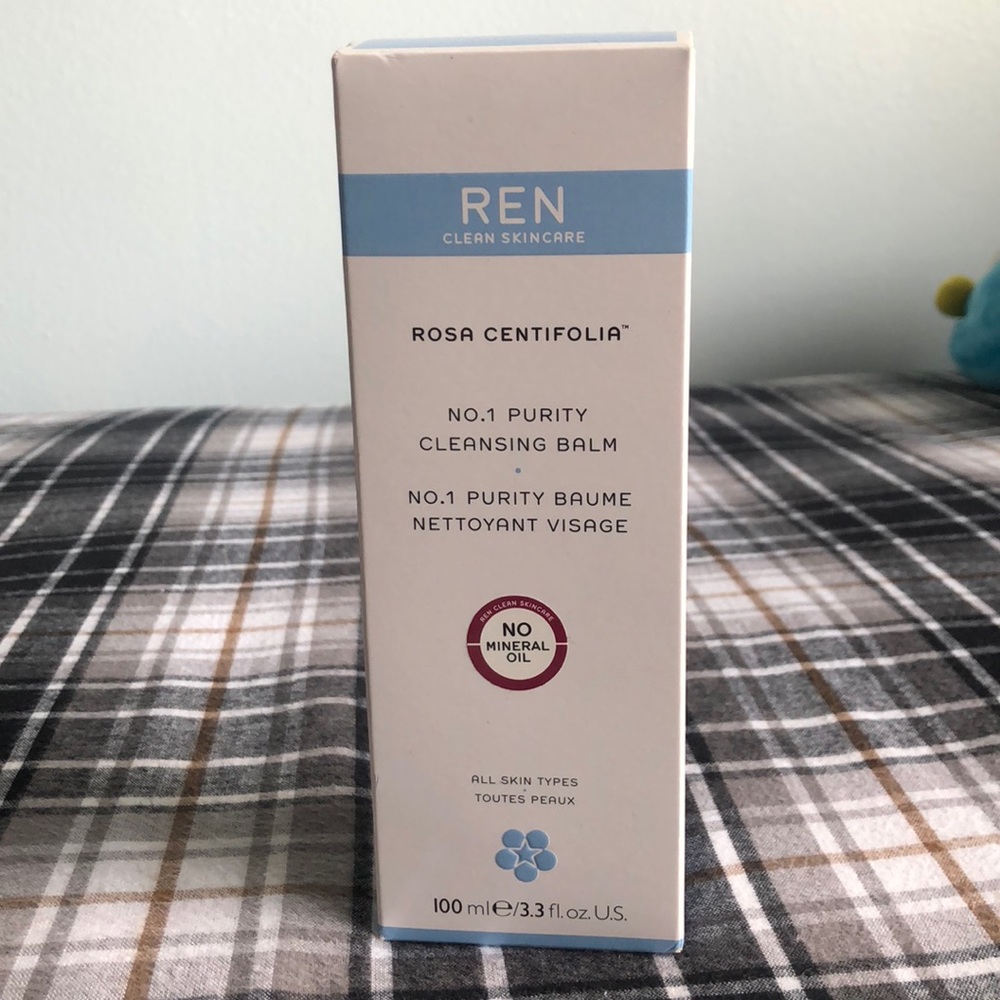 REN
CLEAN SKINCARE
ROSA CENTIFOLIA™
NO.1 PURITY
CLEANSING BALM
NO.1 PURITY BAUME
NETTOYANT VISAGE
REN CLEAN SKINCARE
NO
MINERAL
OIL
ALL SKIN TYPES
TOUTES PEAUX
100 ml℮/3.3 fl. oz. U.S.